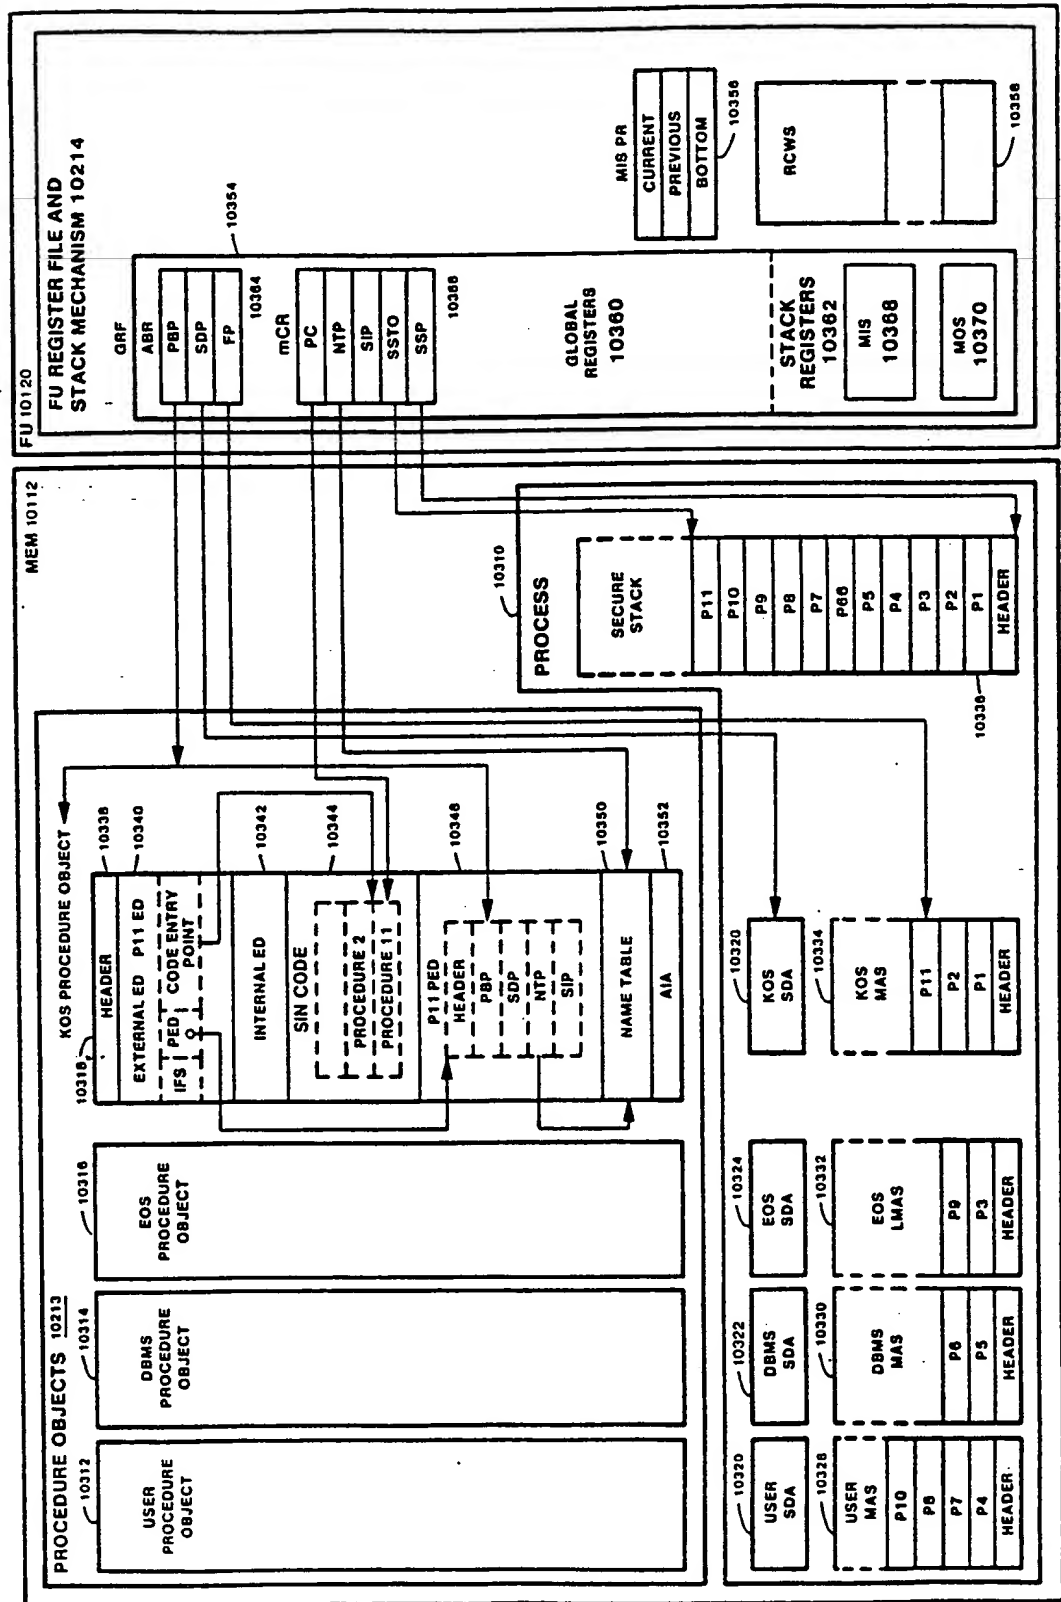 FU 10120
FU REGISTER FILE AND
STACK MECHANISM 10214
GRF
ABR
PBP
SDP
FP
10364
10354
mCR
PC
NTP
SIP
SSTO
SSP
10366
GLOBAL
REGISTERS
10360
STACK
REGISTERS
10362
MIS
10368
MOS
10370
MIS PR
CURRENT
PREVIOUS
BOTTOM
10356
RCWS
10358
MEM 10112
PROCEDURE OBJECTS 10213
10312
USER
PROCEDURE
OBJECT
10314
DBMS
PROCEDURE
OBJECT
10316
EOS
PROCEDURE
OBJECT
KOS PROCEDURE OBJECT
10318
HEADER
10338
EXTERNAL ED P11 ED
10340
IFS PED CODE ENTRY
POINT
INTERNAL ED
10342
SIN CODE
10344
PROCEDURE 2
PROCEDURE 11
P11 PED
10348
HEADER
PBP
SDP
NTP
SIP
NAME TABLE
10350
AIA
10352
10310
PROCESS
SECURE
STACK
P11
P10
P9
P8
P7
P66
P5
P4
P3
P2
P1
HEADER
10336
10320
USER
SDA
10322
DBMS
SDA
10324
EOS
SDA
10320
KOS
SDA
10328
USER
MAS
P10
P8
P7
P4
HEADER
10330
DBMS
MAS
P6
P5
HEADER
10332
EOS
LMAS
P9
P3
HEADER
10334
KOS
MAS
P11
P2
P1
HEADER